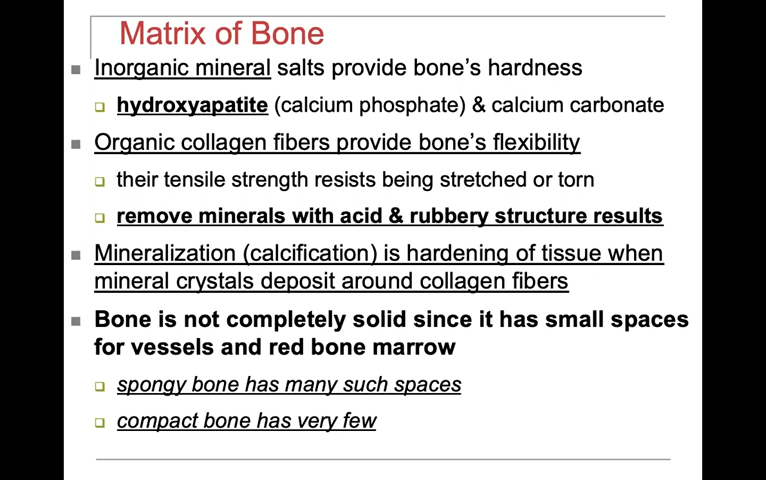 Matrix of Bone
Inorganic mineral salts provide bone's hardness
hydroxyapatite (calcium phosphate) & calcium carbonate
Organic collagen fibers provide bone's flexibility
their tensile strength resists being stretched or torn
remove minerals with acid & rubbery structure results
Mineralization (calcification) is hardening of tissue when
mineral crystals deposit around collagen fibers
Bone is not completely solid since it has small spaces
for vessels and red bone marrow
spongy bone has many such spaces
compact bone has very few